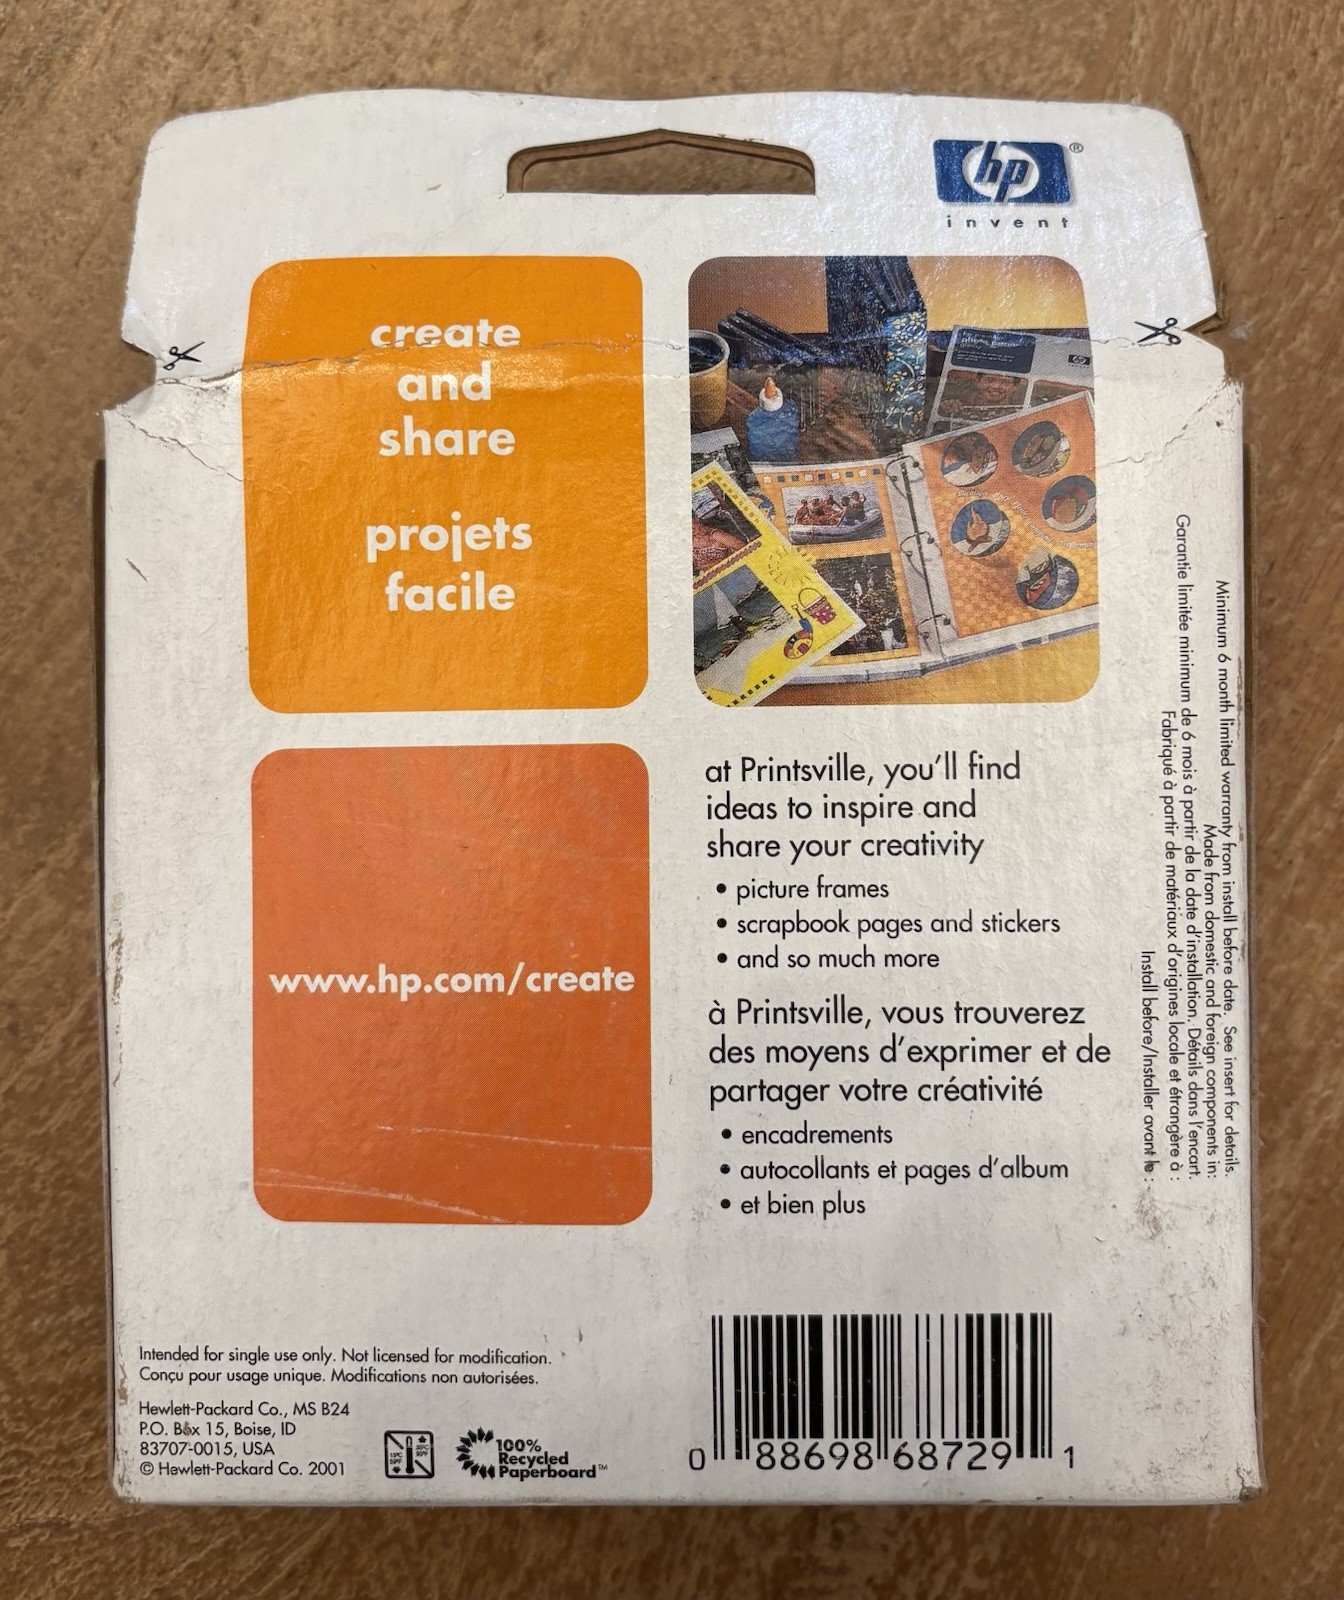 hp
®
invent
create
and
share
projets
facile
at Printsville, you'll find
ideas to inspire and
share your creativity
• picture frames
• scrapbook pages and stickers
• and so much more
à Printsville, vous trouverez
des moyens d'exprimer et de
partager votre créativité
• encadrements
• autocollants et pages d'album
• et bien plus
www.hp.com/create
Minimum 6 month limited warranty from install before date. See insert for details.
Made from domestic and foreign components in:
Garantie limitée minimum de 6 mois à partir de la date d'installation. Détails dans l'encart.
Fabriqué à partir de matériaux d'origines locale et étrangère à :
Install before/Installer avant le :
Intended for single use only. Not licensed for modification.
Conçu pour usage unique. Modifications non autorisées.
Hewlett-Packard Co., MS B24
P.O. Box 15, Boise, ID
83707-0015, USA
© Hewlett-Packard Co. 2001
100%
Recycled
Paperboard™
0 88698 68729 1